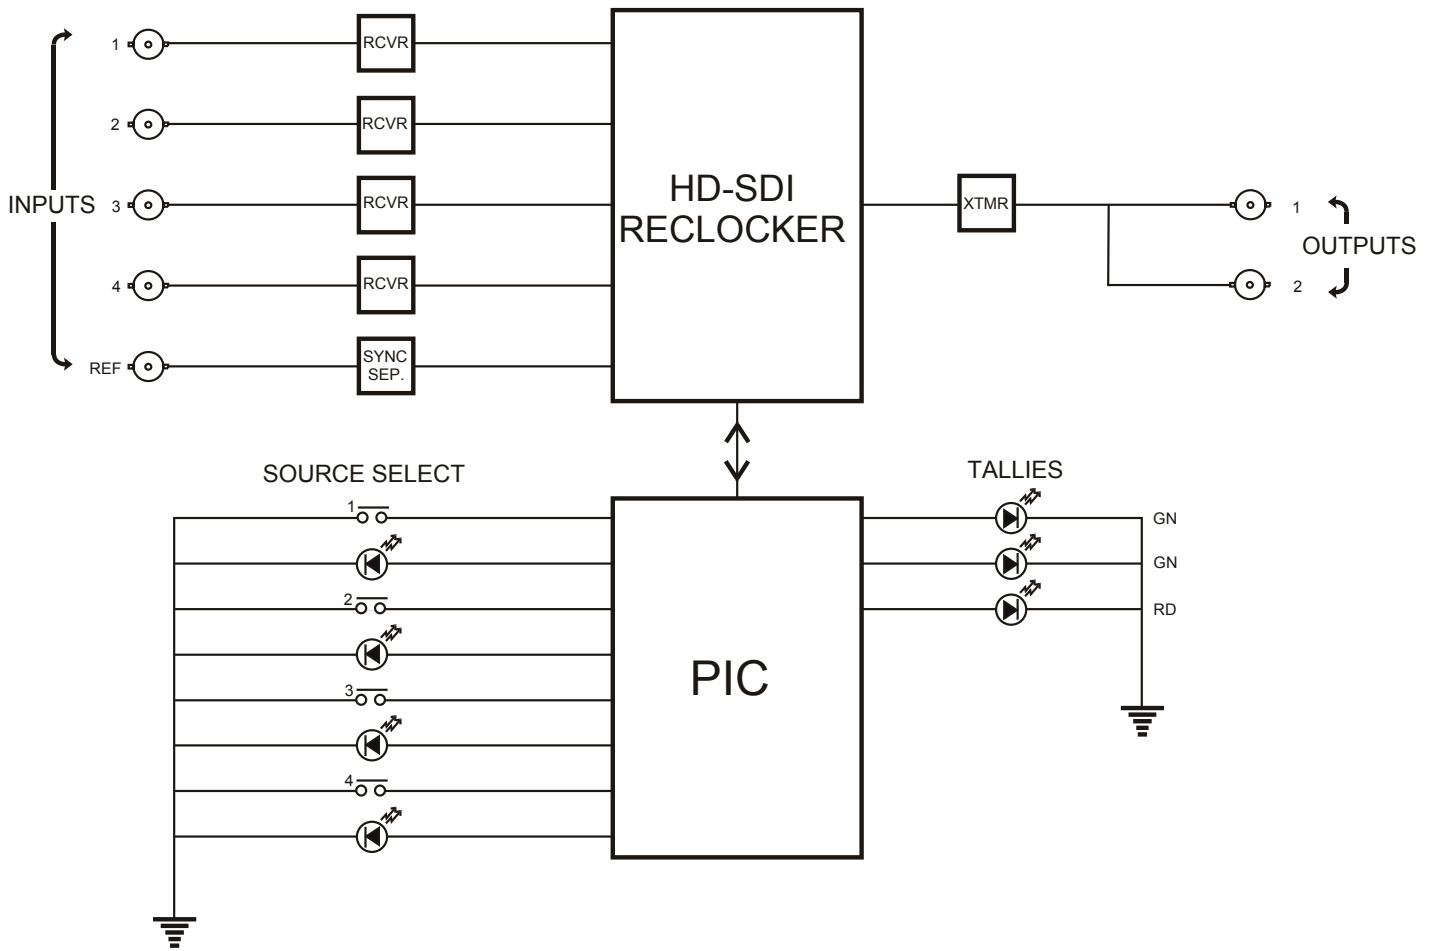 INPUTS
1
RCVR
2
RCVR
3
RCVR
4
RCVR
REF
SYNC
SEP.
HD-SDI
RECLOCKER
XTMR
1
OUTPUTS
2
SOURCE SELECT
1
2
3
4
PIC
TALLIES
GN
GN
RD